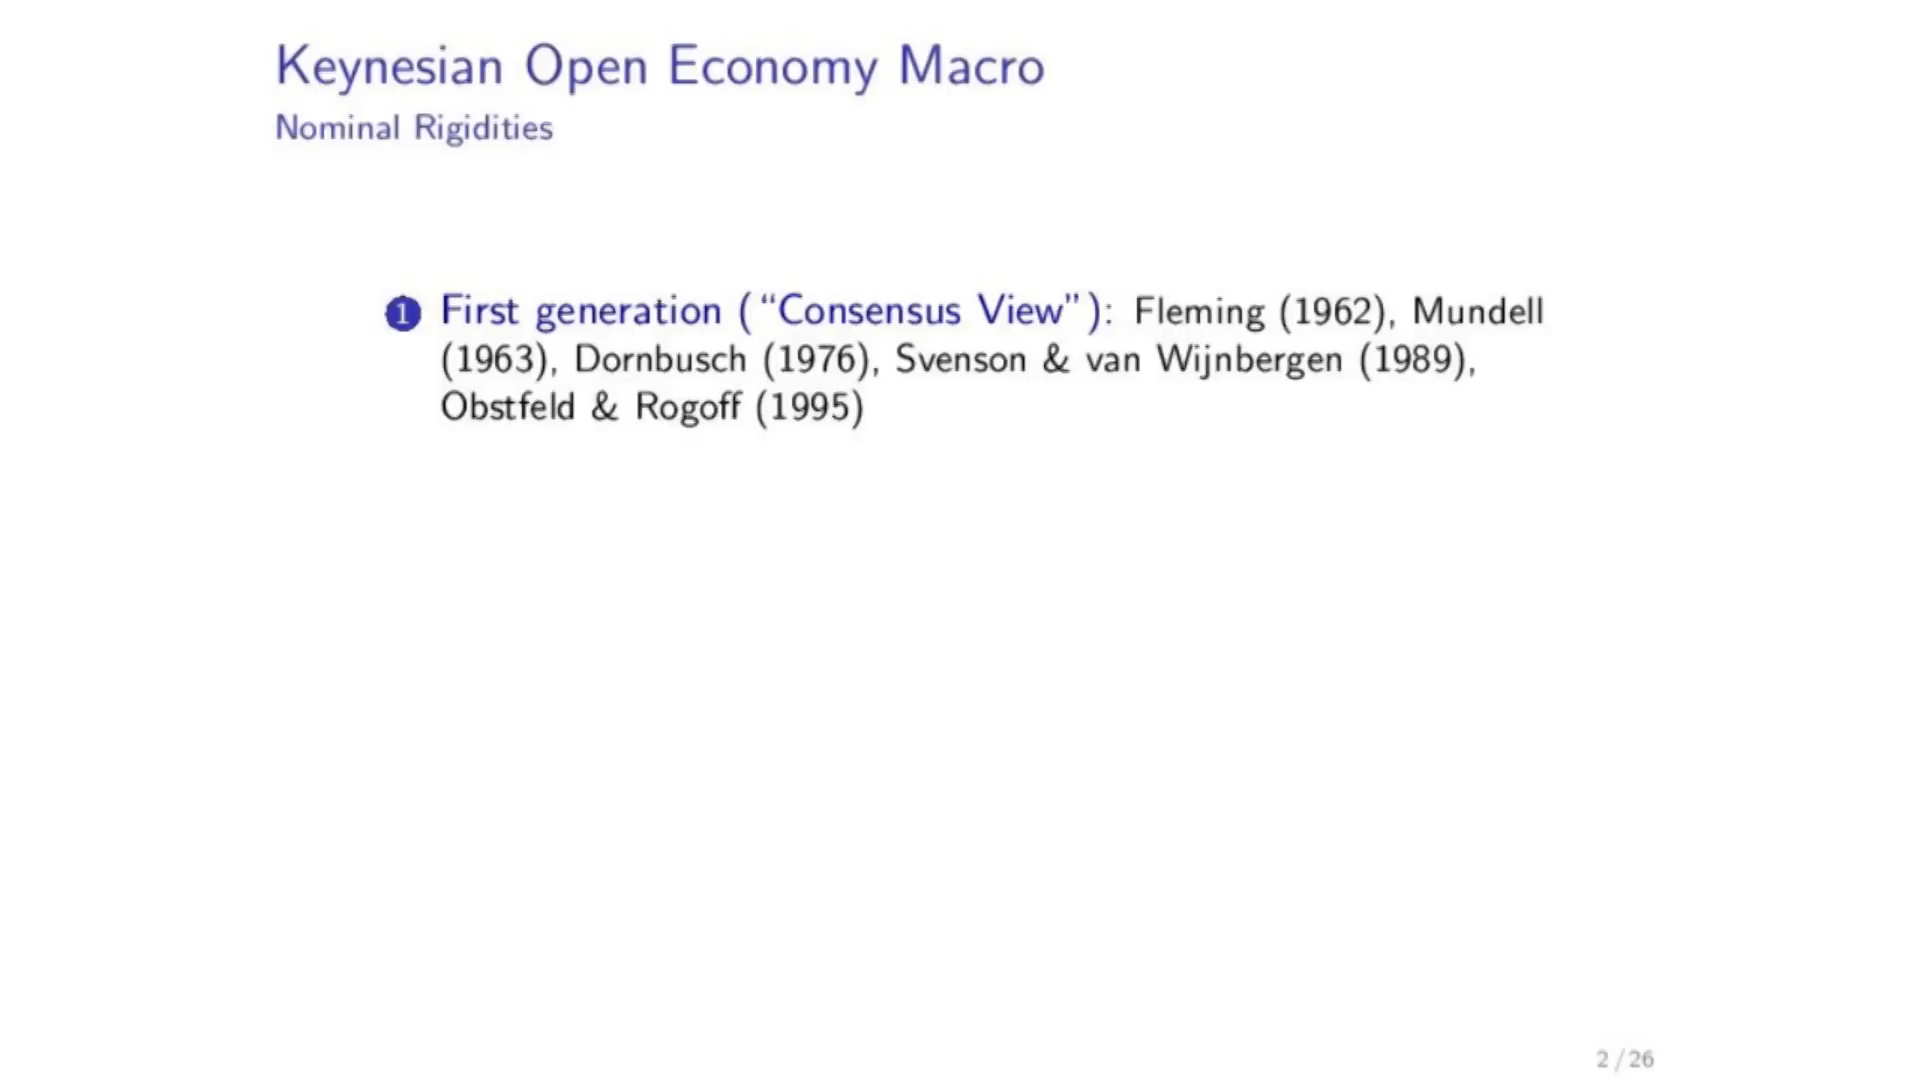 Keynesian Open Economy Macro
Nominal Rigidities
1 First generation (“Consensus View”): Fleming (1962), Mundell
(1963), Dornbusch (1976), Svenson & van Wijnbergen (1989),
Obstfeld & Rogoff (1995)
2 / 26